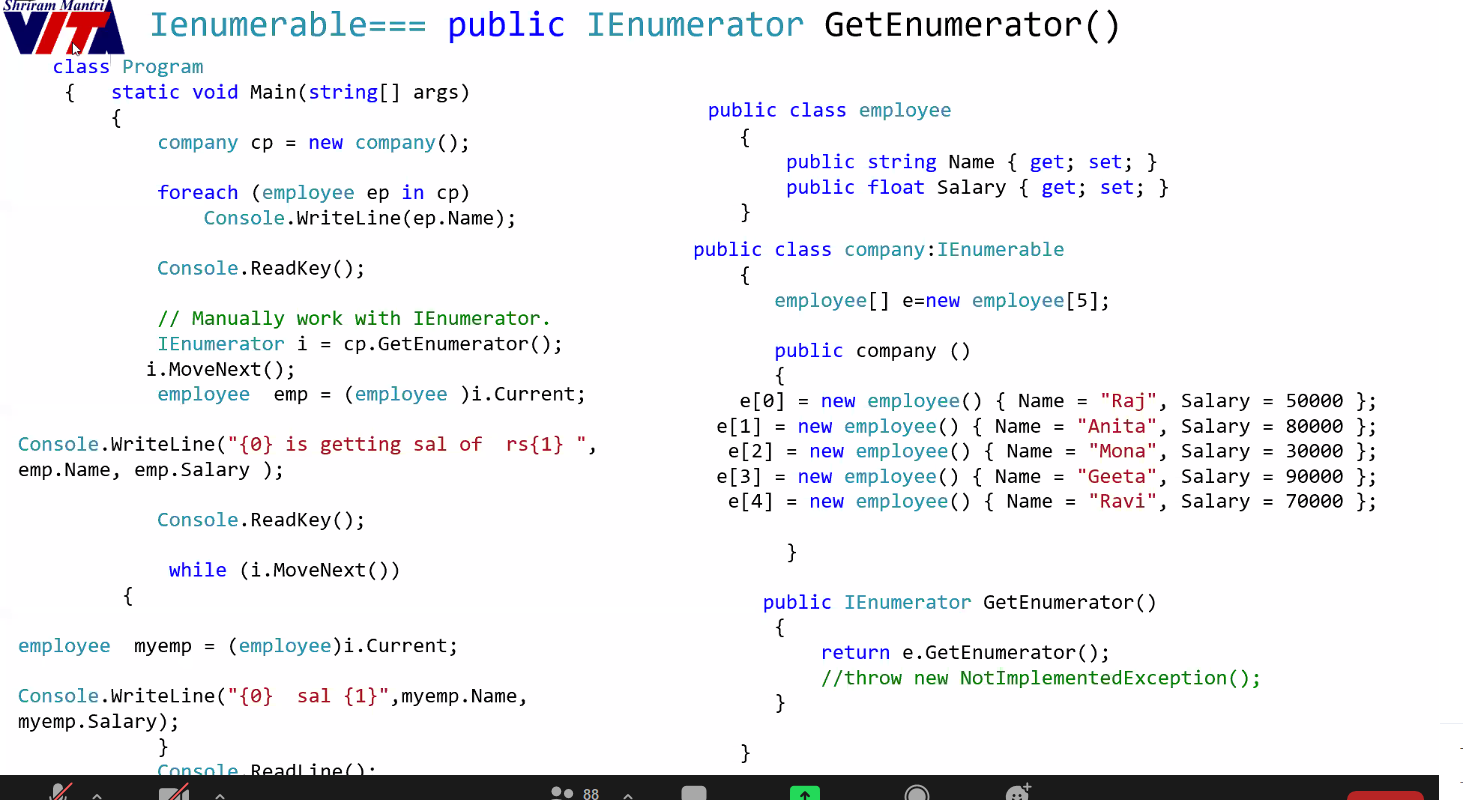 Shriram Mantri
VITA
Ienumerable=== public IEnumerator GetEnumerator()
class Program
{ static void Main(string[] args)
{
company cp = new company();
foreach (employee ep in cp)
Console.WriteLine(ep.Name);
Console.ReadKey();
// Manually work with IEnumerator.
IEnumerator i = cp.GetEnumerator();
i.MoveNext();
employee emp = (employee )i.Current;
Console.WriteLine("{0} is getting sal of rs{1} ",
emp.Name, emp.Salary );
Console.ReadKey();
while (i.MoveNext())
{
employee myemp = (employee)i.Current;
Console.WriteLine("{0} sal {1}",myemp.Name,
myemp.Salary);
}
Console.ReadLine();
public class employee
{
public string Name { get; set; }
public float Salary { get; set; }
}
public class company:IEnumerable
{
employee[] e=new employee[5];
public company ()
{
e[0] = new employee() { Name = "Raj", Salary = 50000 };
e[1] = new employee() { Name = "Anita", Salary = 80000 };
e[2] = new employee() { Name = "Mona", Salary = 30000 };
e[3] = new employee() { Name = "Geeta", Salary = 90000 };
e[4] = new employee() { Name = "Ravi", Salary = 70000 };
}
public IEnumerator GetEnumerator()
{
return e.GetEnumerator();
//throw new NotImplementedException();
}
}
88